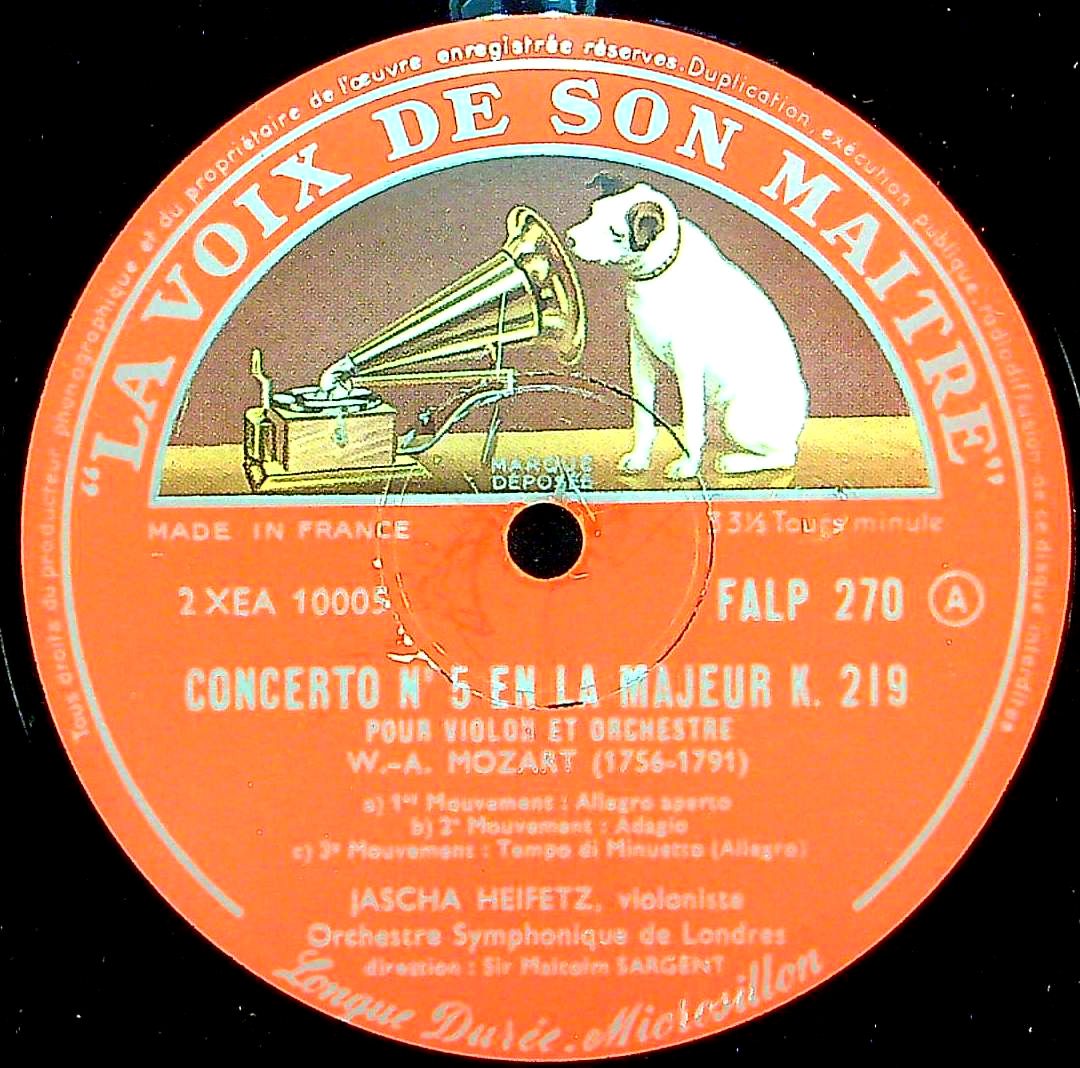 Tous droits du producteur phonographique et du propriétaire de l'œuvre enregistrée réservés. Duplication, exécution publique, radiodiffusion de ce disque interdites
"LA VOIX DE SON MAITRE"
MARQUE
DÉPOSÉE
MADE IN FRANCE
33⅓ Tours/minute
2 XEA 10005
FALP 270 A
CONCERTO N° 5 EN LA MAJEUR K. 219
POUR VIOLON ET ORCHESTRE
W.-A. MOZART (1756-1791)
a) 1er Mouvement : Allegro aperto
b) 2e Mouvement : Adagio
c) 3e Mouvement : Tempo di Minuetto (Allegro)
JASCHA HEIFETZ, violoniste
Orchestre Symphonique de Londres
direction : Sir Malcolm SARGENT
Longue Durée. Microsillon